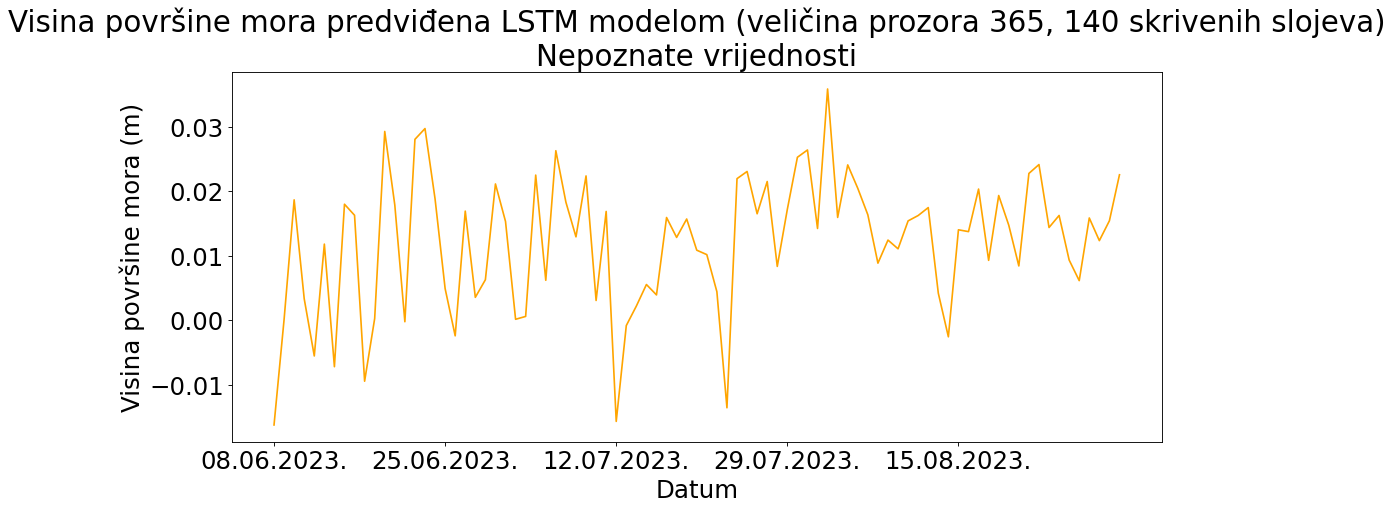 Visina površine mora predviđena LSTM modelom (veličina prozora 365, 140 skrivenih slojeva)
Nepoznate vrijednosti
Visina površine mora (m)
0.03
0.02
0.01
0.00
−0.01
08.06.2023. 25.06.2023. 12.07.2023. 29.07.2023. 15.08.2023.
Datum